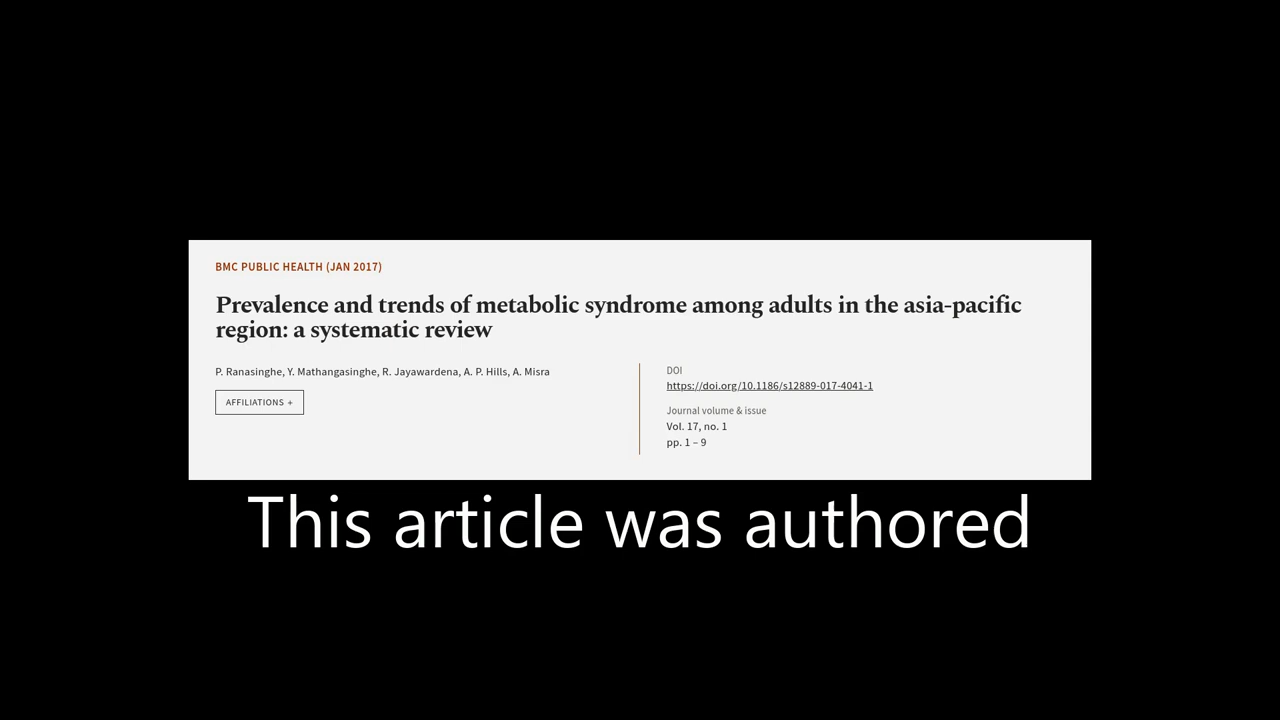 BMC PUBLIC HEALTH (JAN 2017)
Prevalence and trends of metabolic syndrome among adults in the asia-pacific
region: a systematic review
P. Ranasinghe, Y. Mathangasinghe, R. Jayawardena, A. P. Hills, A. Misra
AFFILIATIONS +
DOI
https://doi.org/10.1186/s12889-017-4041-1
Journal volume & issue
Vol. 17, no. 1
pp. 1 – 9
This article was authored